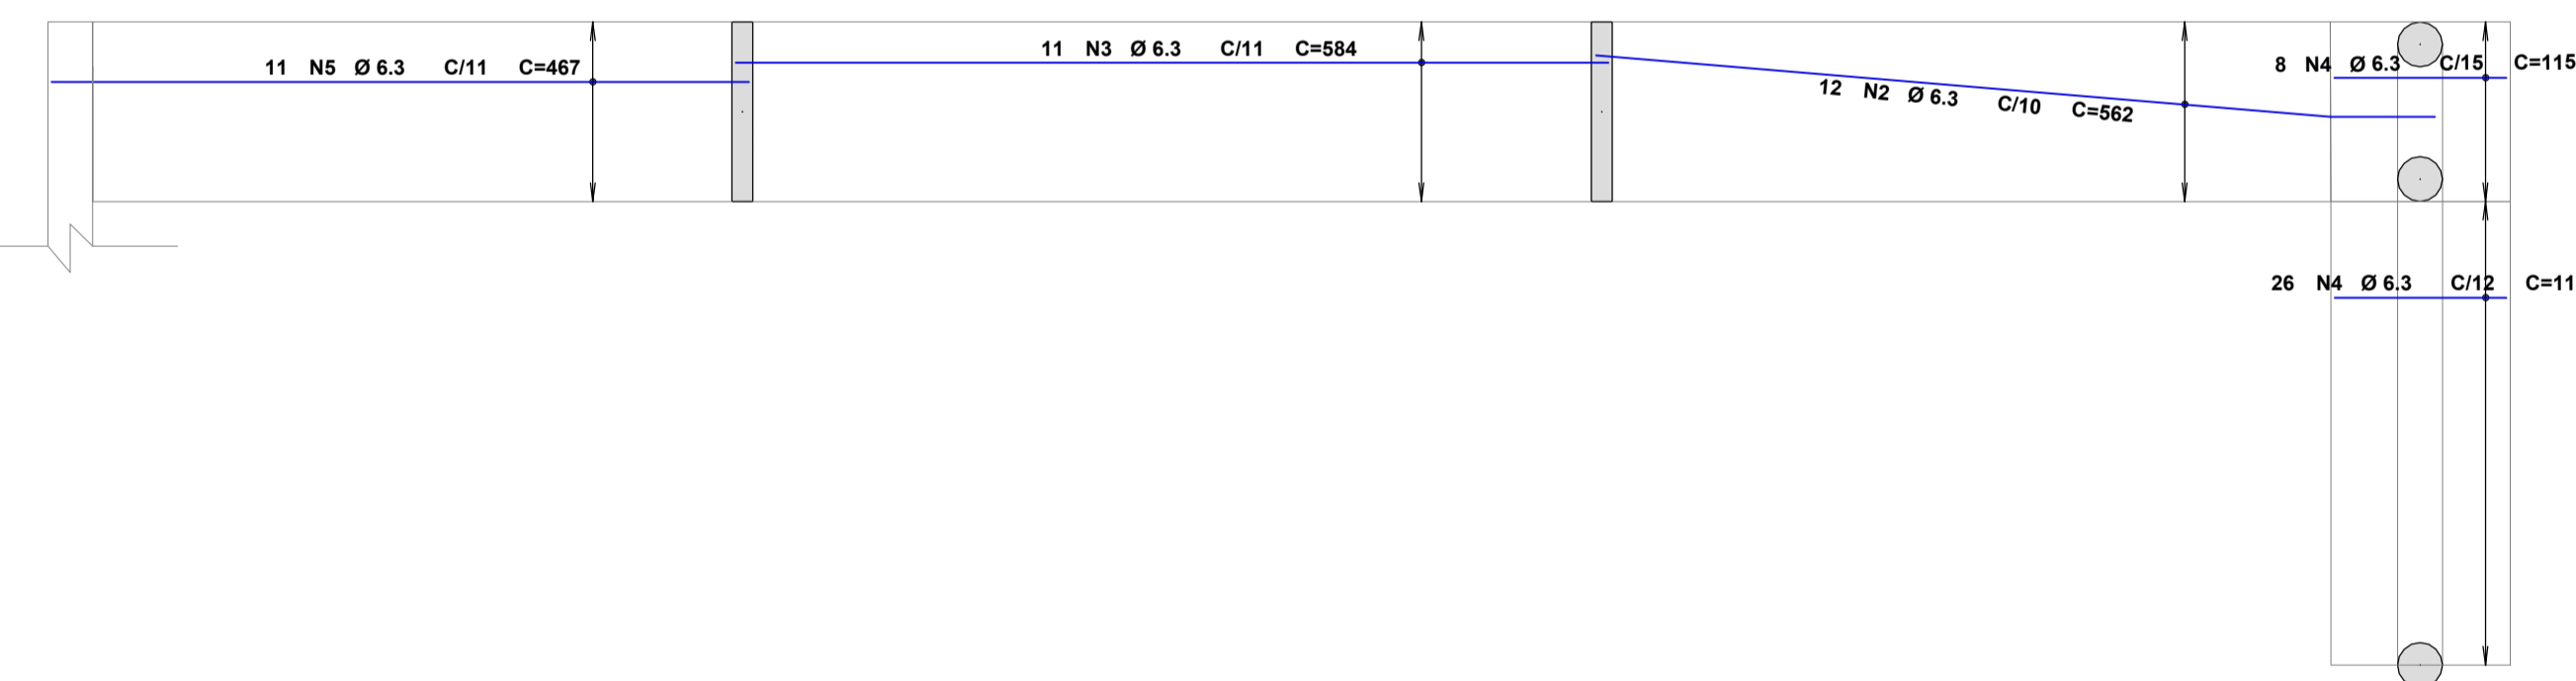 11 N5 Ø 6.3 C/11 C=467
11 N3 Ø 6.3 C/11 C=584
12 N2 Ø 6.3 C/10 C=562
8 N4 Ø 6.3 C/15 C=115
26 N4 Ø 6.3 C/12 C=11